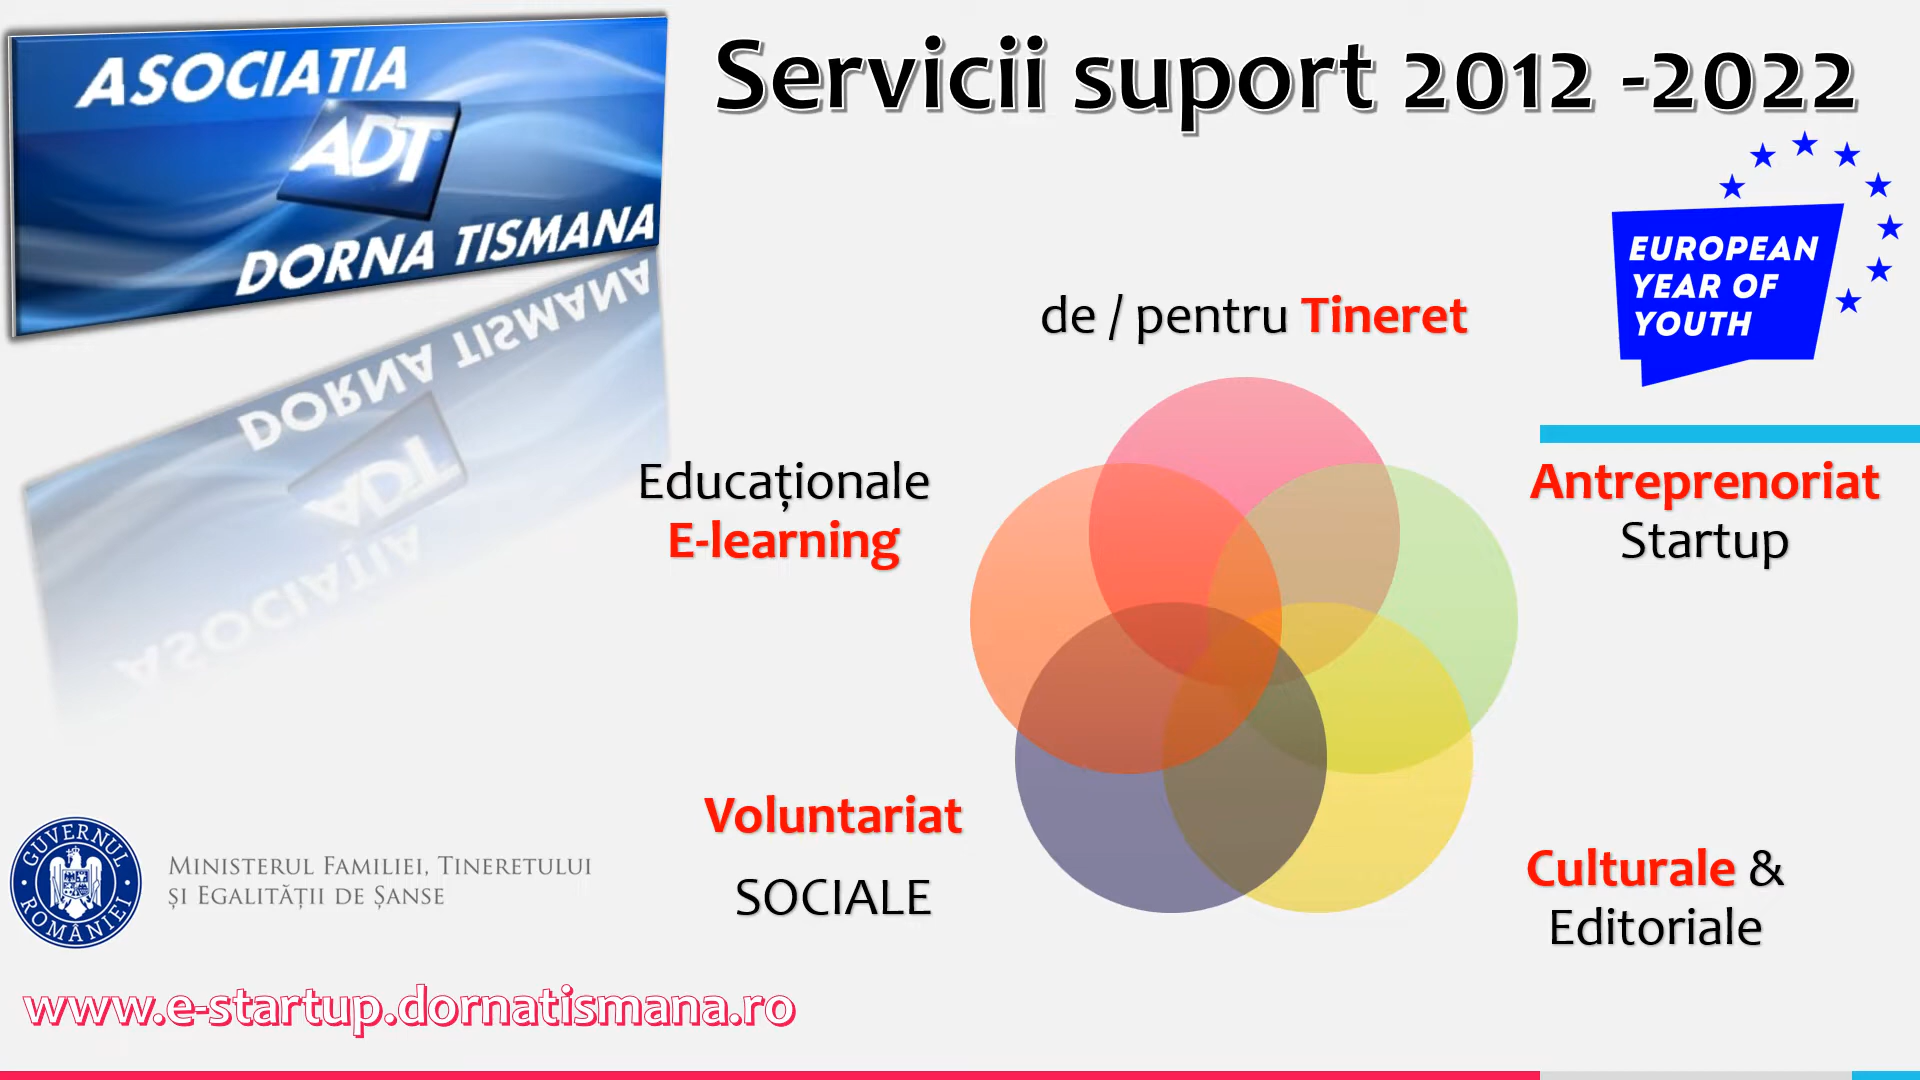 ASOCIATIA
ADT
DORNA TISMANA
Servicii suport 2012 -2022
EUROPEAN
YEAR OF
YOUTH
de / pentru Tineret
Educaționale
E-learning
Antreprenoriat
Startup
Voluntariat
SOCIALE
Culturale &
Editoriale
GUVERNUL
ROMÂNIEI
MINISTERUL FAMILIEI, TINERETULUI
ȘI EGALITĂȚII DE ȘANSE
www.e-startup.dornatismana.ro